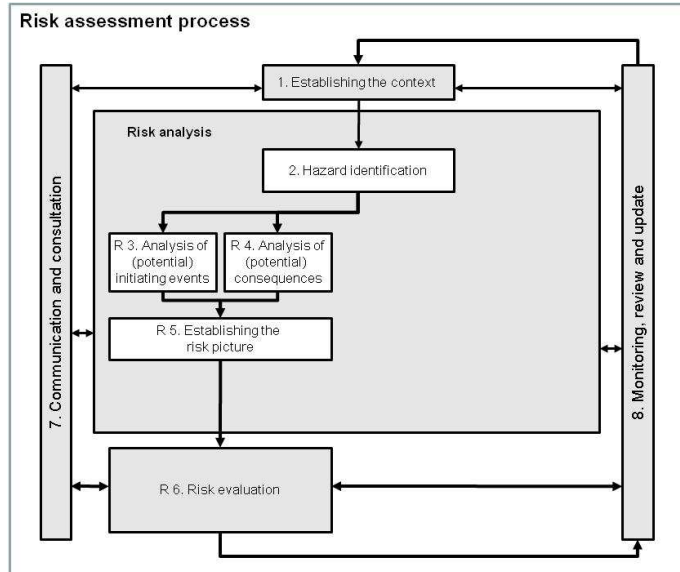 Risk assessment process
1. Establishing the context
Risk analysis
2. Hazard identification
R 3. Analysis of
(potential)
initiating events
R 4. Analysis of
(potential)
consequences
R 5. Establishing the
risk picture
R 6. Risk evaluation
7. Communication and consultation
8. Monitoring, review and update